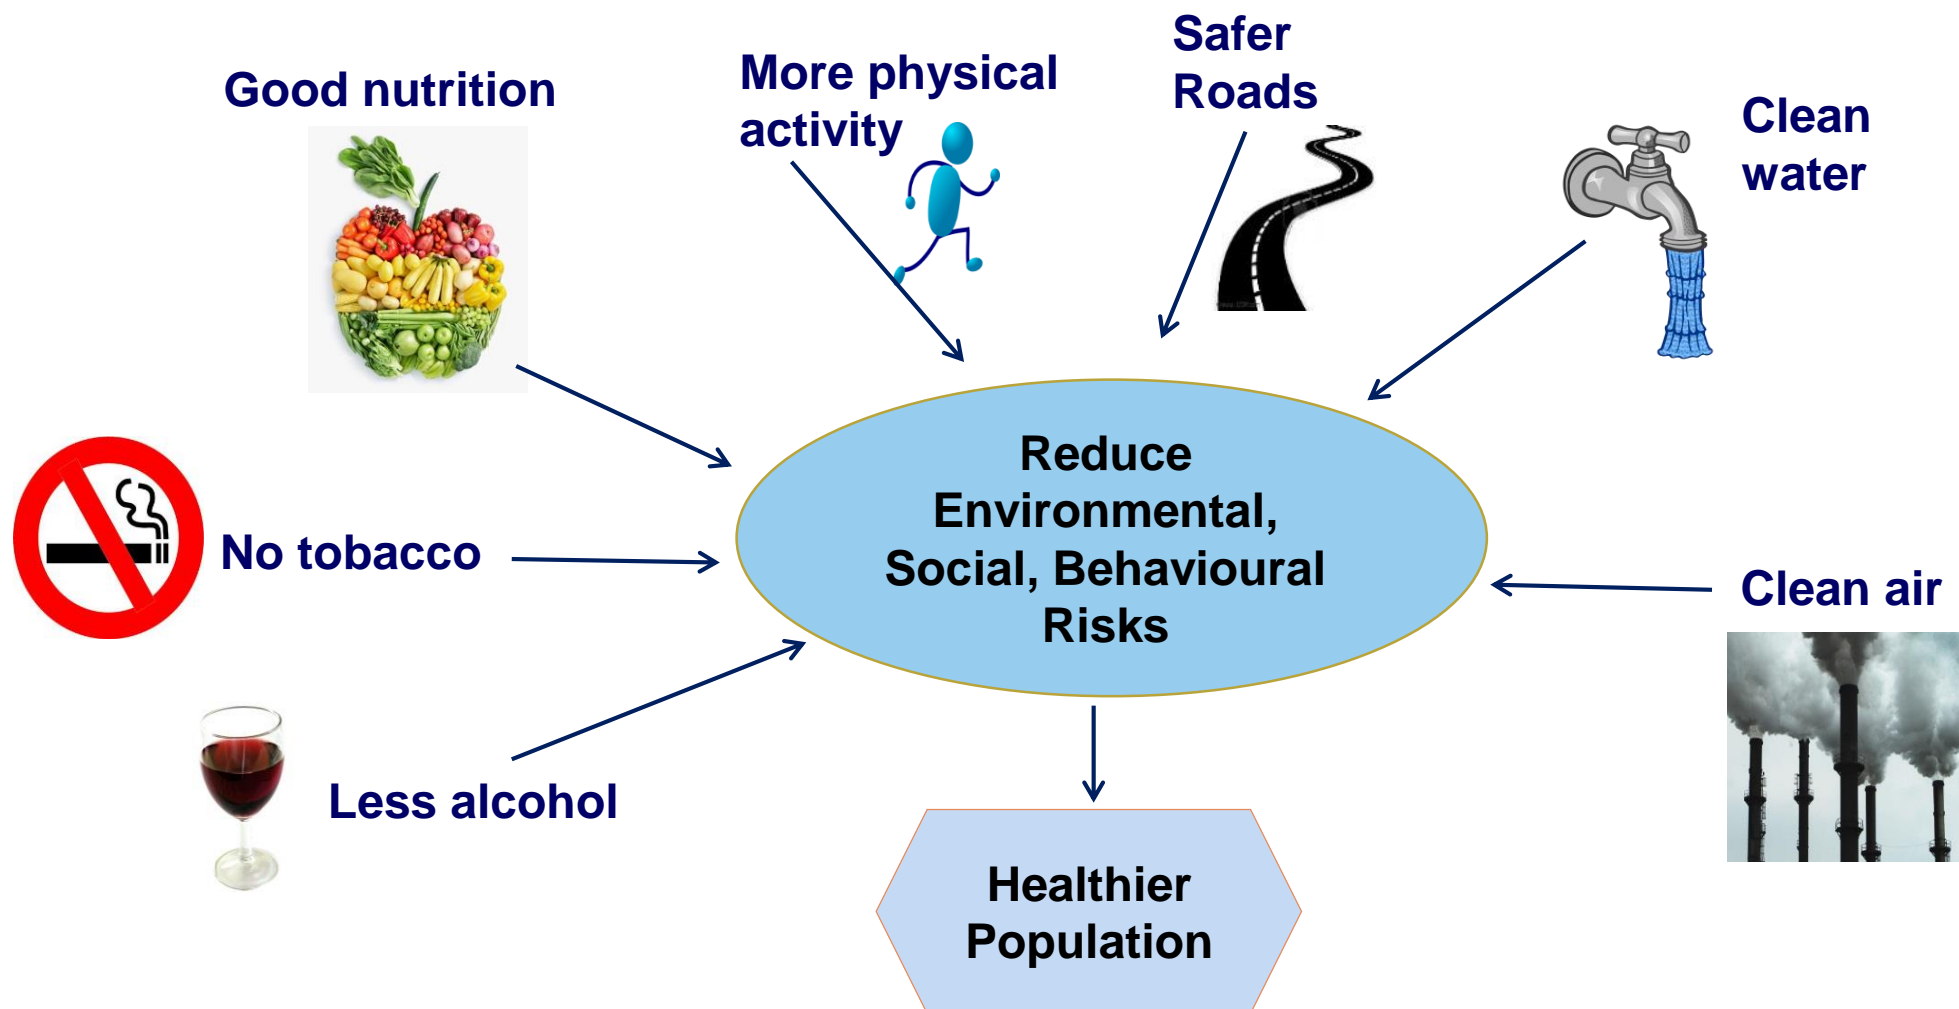 Good nutrition
More physical
activity
Safer
Roads
Clean
water
No tobacco
Reduce
Environmental,
Social, Behavioural
Risks
Clean air
Less alcohol
Healthier
Population